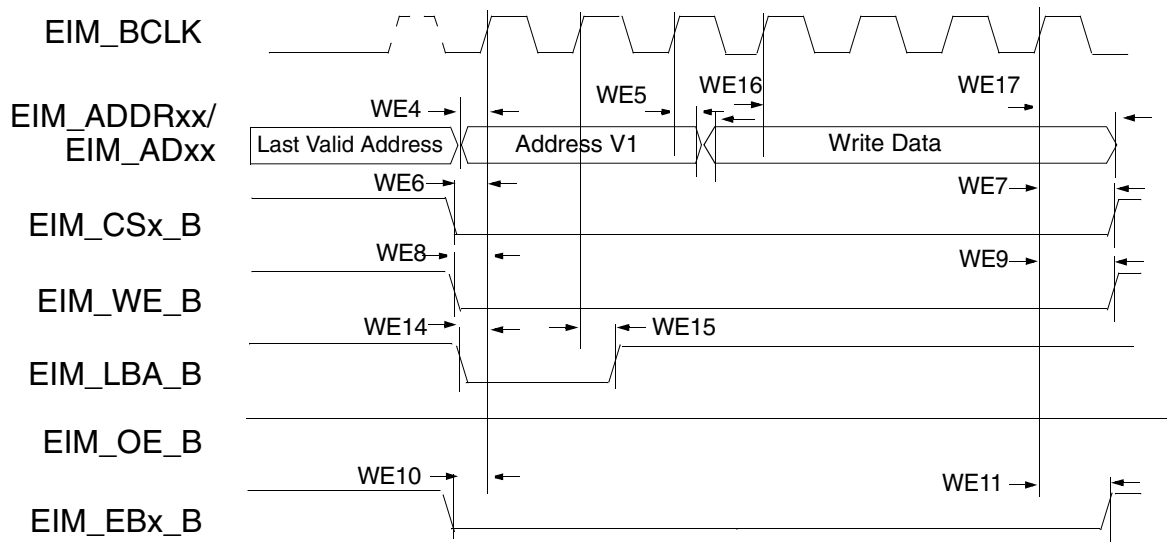 EIM_BCLK
WE4
WE5
WE16
WE17
EIM_ADDRxx/
EIM_ADxx
Last Valid Address
Address V1
Write Data
WE6
WE7
EIM_CSx_B
WE8
WE9
EIM_WE_B
WE14
WE15
EIM_LBA_B
EIM_OE_B
WE10
WE11
EIM_EBx_B